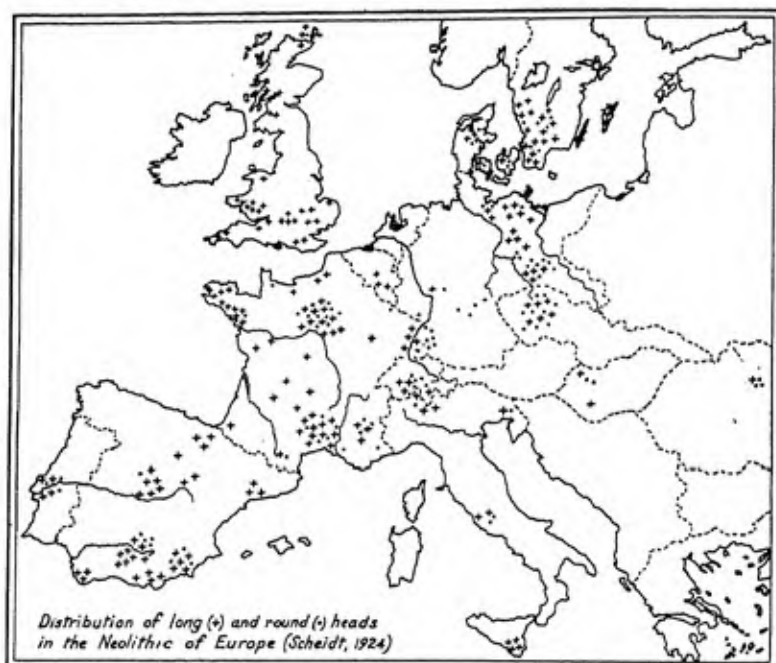 Distribution of long (+) and round (·) heads
in the Neolithic of Europe (Scheidt, 1924)